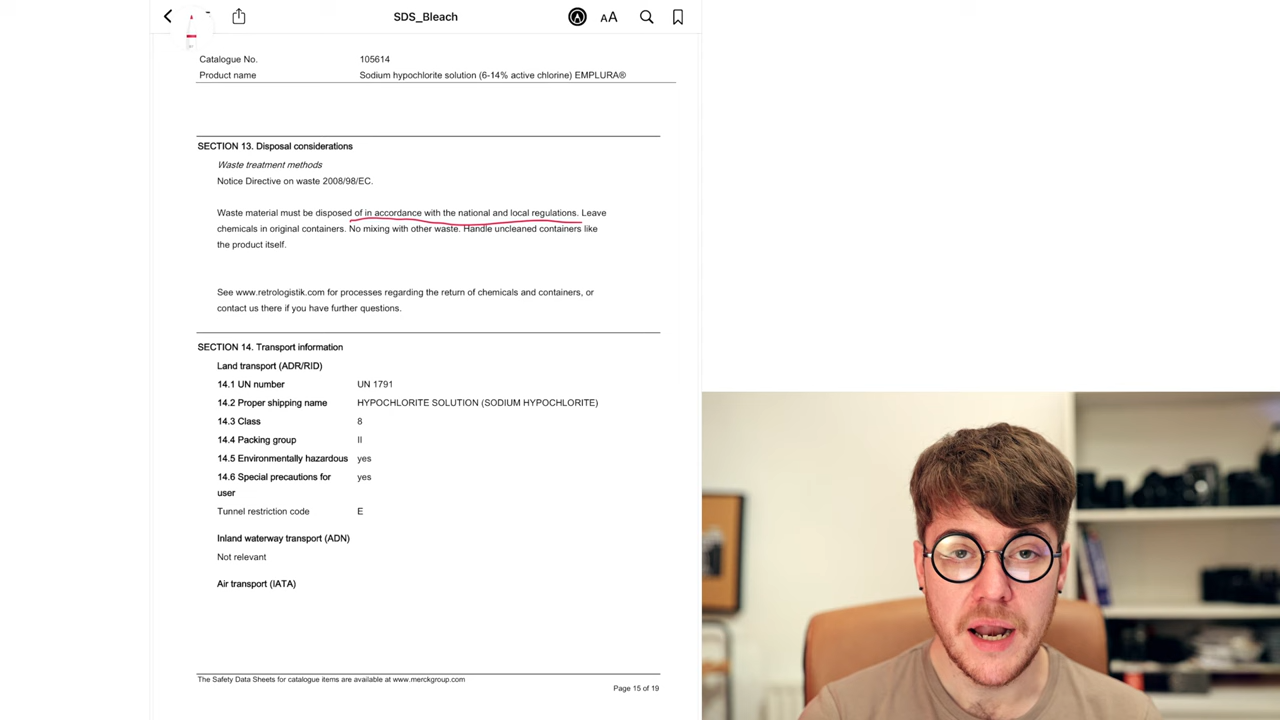 SDS_Bleach
AA
Catalogue No. 105614
Product name Sodium hypochlorite solution (6-14% active chlorine) EMPLURA®
SECTION 13. Disposal considerations
Waste treatment methods
Notice Directive on waste 2008/98/EC.
Waste material must be disposed of in accordance with the national and local regulations. Leave
chemicals in original containers. No mixing with other waste. Handle uncleaned containers like
the product itself.
See www.retrologistik.com for processes regarding the return of chemicals and containers, or
contact us there if you have further questions.
SECTION 14. Transport information
Land transport (ADR/RID)
14.1 UN number UN 1791
14.2 Proper shipping name HYPOCHLORITE SOLUTION (SODIUM HYPOCHLORITE)
14.3 Class 8
14.4 Packing group II
14.5 Environmentally hazardous yes
14.6 Special precautions for yes
user
Tunnel restriction code E
Inland waterway transport (ADN)
Not relevant
Air transport (IATA)
The Safety Data Sheets for catalogue items are available at www.merckgroup.com
Page 15 of 19